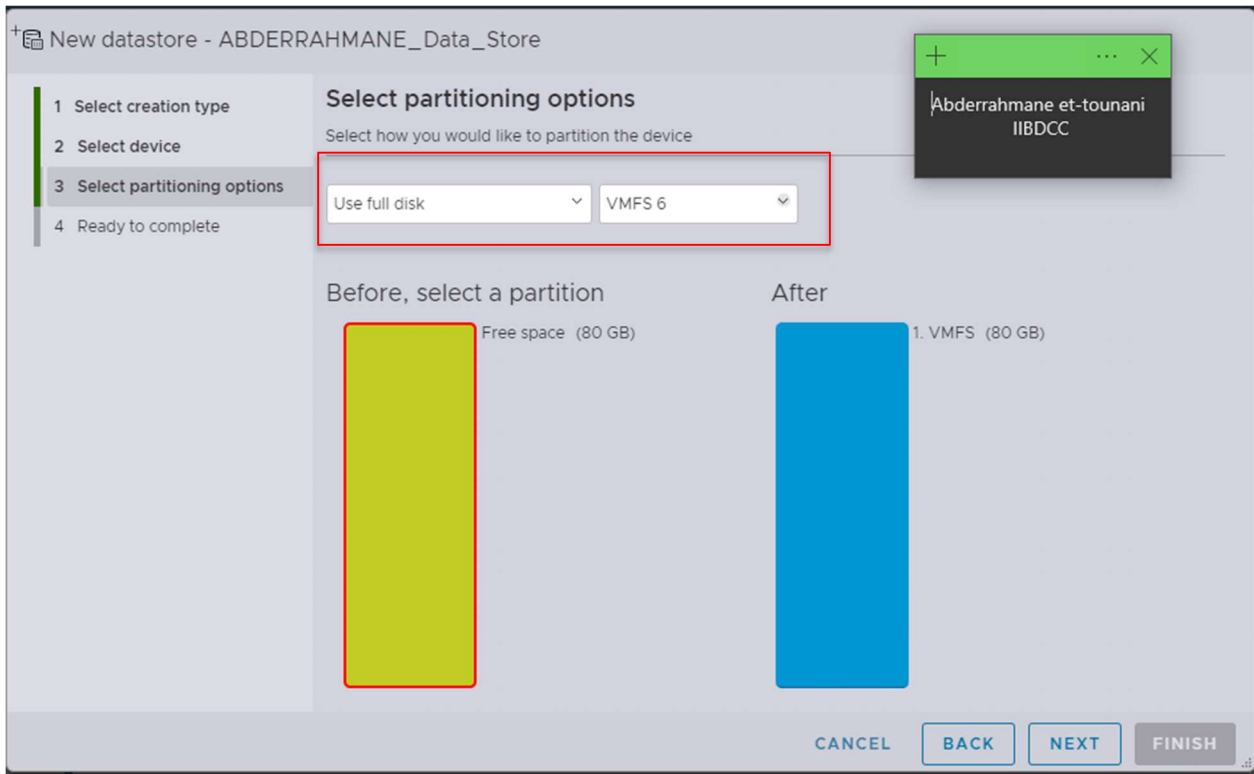 New datastore - ABDERRAHMANE_Data_Store
Abderrahmane et-tounani
IIBDCC
1 Select creation type
2 Select device
3 Select partitioning options
4 Ready to complete
Select partitioning options
Select how you would like to partition the device
Use full disk
VMFS 6
Before, select a partition
After
Free space (80 GB)
1. VMFS (80 GB)
CANCEL
BACK
NEXT
FINISH